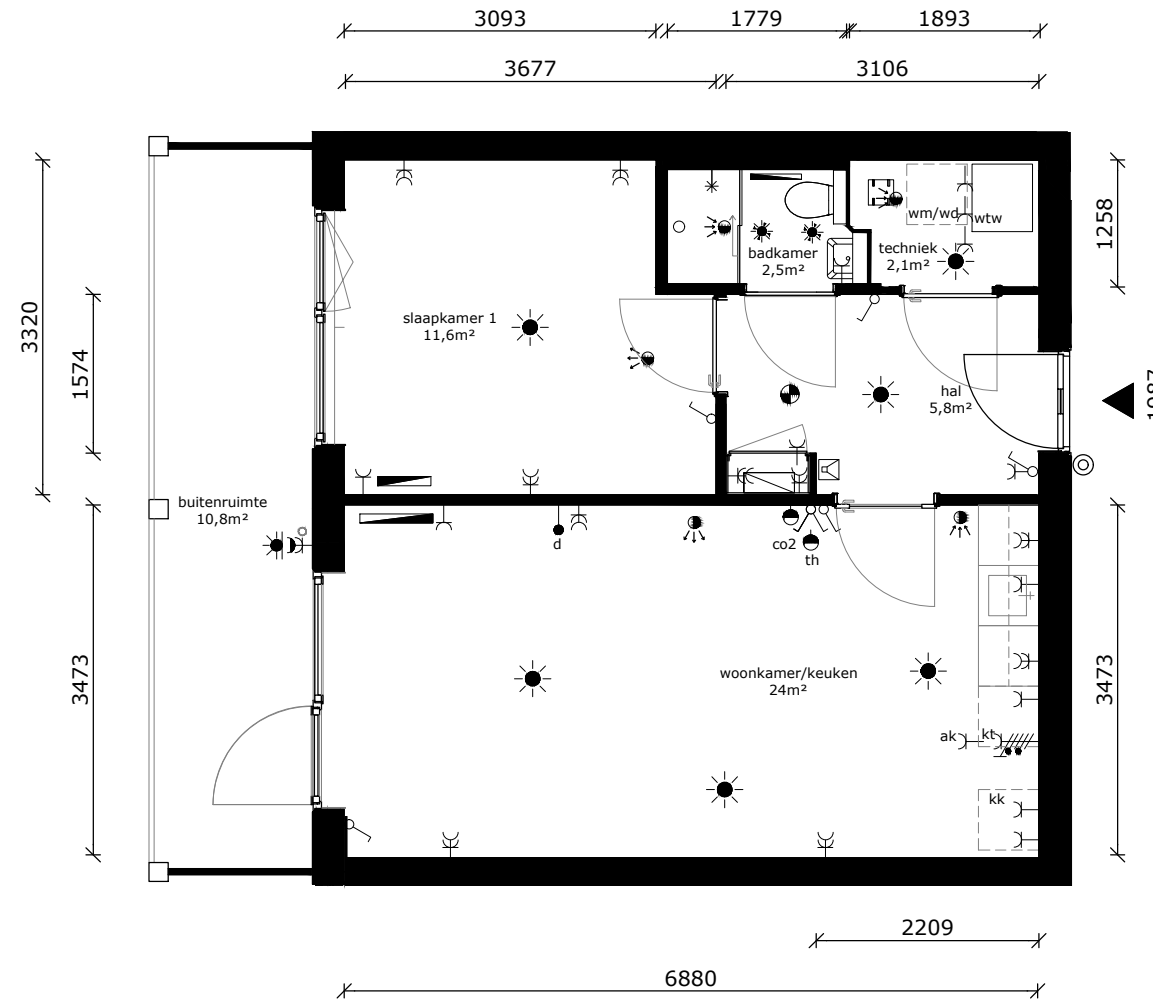 3093
1779
1893
3677
3106
3320
1574
3473
1258
3473
slaapkamer 1
11,6m²
badkamer
2,5m²
wm/wd
wtw
techniek
2,1m²
hal
5,8m²
buitenruimte
10,8m²
d
co2
th
woonkamer/keuken
24m²
ak
kt
kk
2209
6880